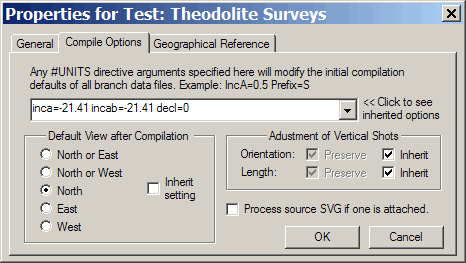 Properties for Test: Theodolite Surveys
General
Compile Options
Geographical Reference
Any #UNITS directive arguments specified here will modify the initial compilation
defaults of all branch data files. Example: IncA=0.5 Prefix=S
inca=-21.41 incab=-21.41 decl=0
<< Click to see
inherited options
Default View after Compilation
North or East
North or West
North
East
West
Inherit
setting
Adustment of Vertical Shots
Orientation:
Preserve
Inherit
Length:
Preserve
Inherit
Process source SVG if one is attached.
OK
Cancel